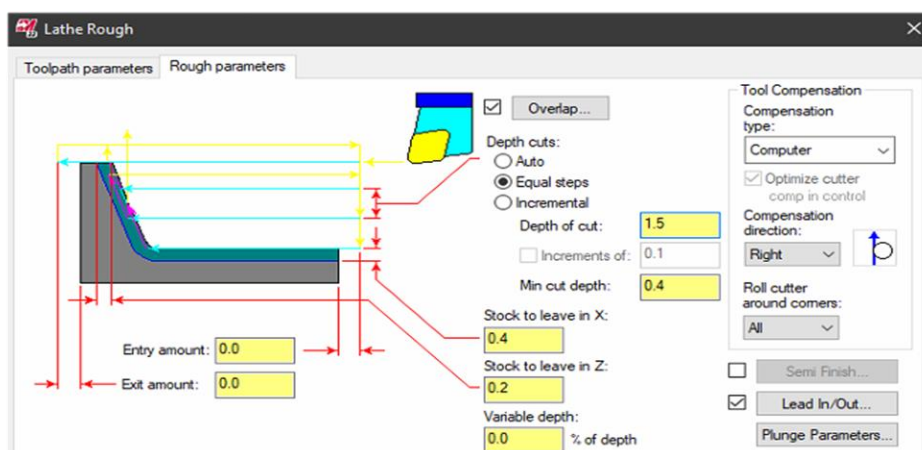 Lathe Rough
Toolpath parameters Rough parameters
Overlap...
Depth cuts:
Auto
Equal steps
Incremental
Depth of cut: 1.5
Increments of: 0.1
Min cut depth: 0.4
Stock to leave in X:
0.4
Stock to leave in Z:
0.2
Variable depth:
0.0 % of depth
Entry amount: 0.0
Exit amount: 0.0
Tool Compensation
Compensation
type:
Computer
Optimize cutter
comp in control
Compensation
direction:
Right
Roll cutter
around corners:
All
Semi Finish...
Lead In/Out...
Plunge Parameters...